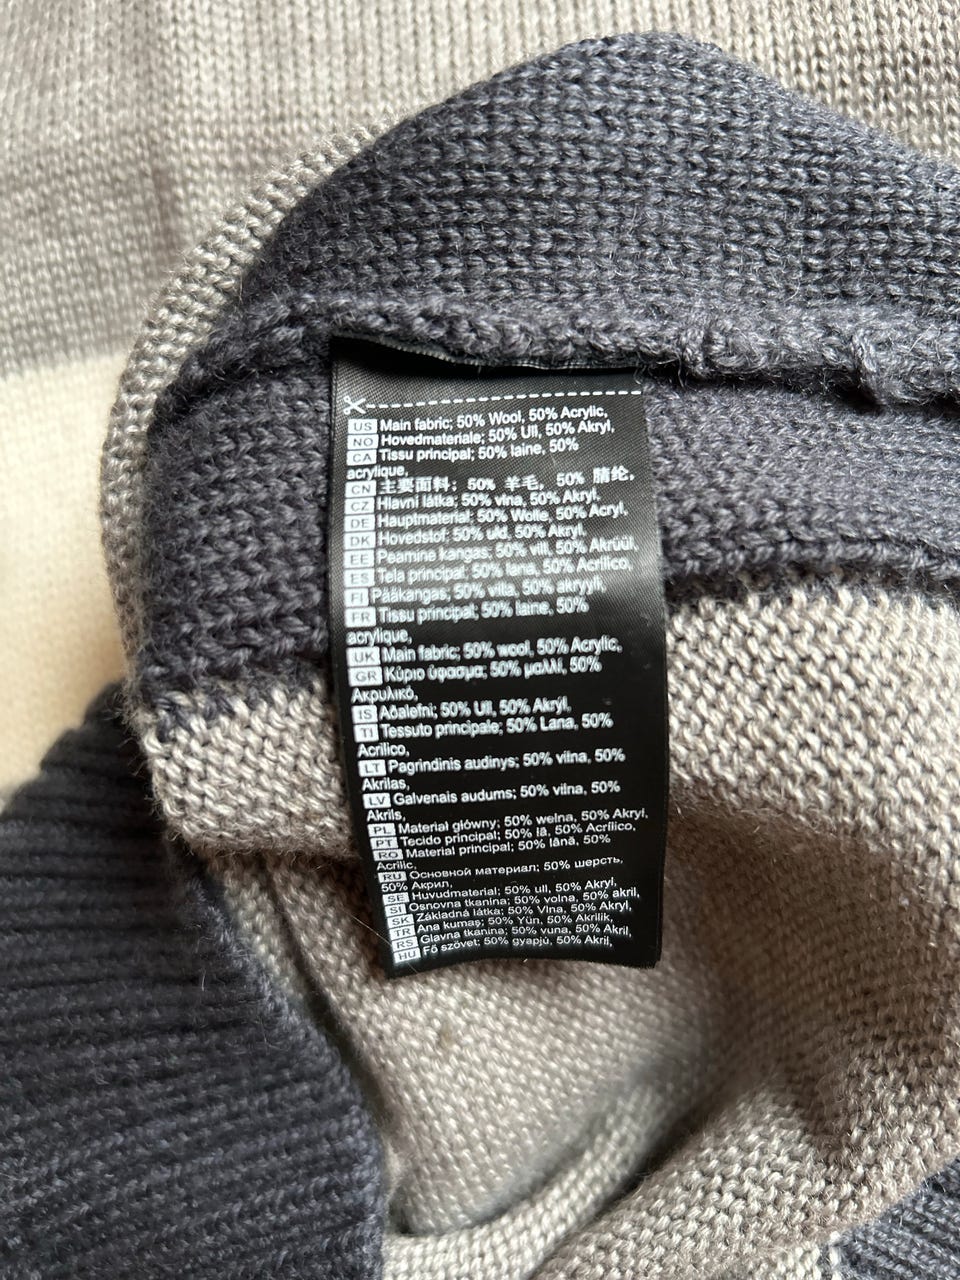 US Main fabric; 50% Wool, 50% Acrylic,
NO Hovedmateriale; 50% Ull, 50% Akryl,
CA Tissu principal; 50% laine, 50%
acrylique,
CN 主要面料; 50% 羊毛, 50% 腈纶,
CZ Hlavní látka; 50% vlna, 50% Akryl,
DE Hauptmaterial; 50% Wolle, 50% Acryl,
DK Hovedstof; 50% uld, 50% Akryl,
EE Peamine kangas; 50% vill, 50% Akrüül,
ES Tela principal; 50% lana, 50% Acrílico,
FI Pääkangas; 50% villa, 50% akryyli,
FR Tissu principal; 50% laine, 50%
acrylique,
UK Main fabric; 50% wool, 50% Acrylic,
GR Κύριο ύφασμα; 50% μαλλί, 50%
Ακρυλικό,
IS Aðalefni; 50% Ull, 50% Akrýl,
TI Tessuto principale; 50% Lana, 50%
Acrilico,
LT Pagrindinis audinys; 50% vilna, 50%
Akrilas,
LV Galvenais audums; 50% vilna, 50%
Akrils,
PL Materiał główny; 50% wełna, 50% Akryl,
PT Tecido principal; 50% lã, 50% Acrílico,
RO Material principal; 50% lână, 50%
Acrilic,
RU Основной материал; 50% шерсть,
50% Акрил,
SE Huvudmaterial; 50% ull, 50% Akryl,
SI Osnovna tkanina; 50% volna, 50% akril,
SK Základná látka; 50% Vlna, 50% Akryl,
TR Ana kumaş; 50% Yün, 50% Akrilik,
RS Glavna tkanina; 50% vuna, 50% Akril,
HU Fő szövet; 50% gyapjú, 50% Akril,